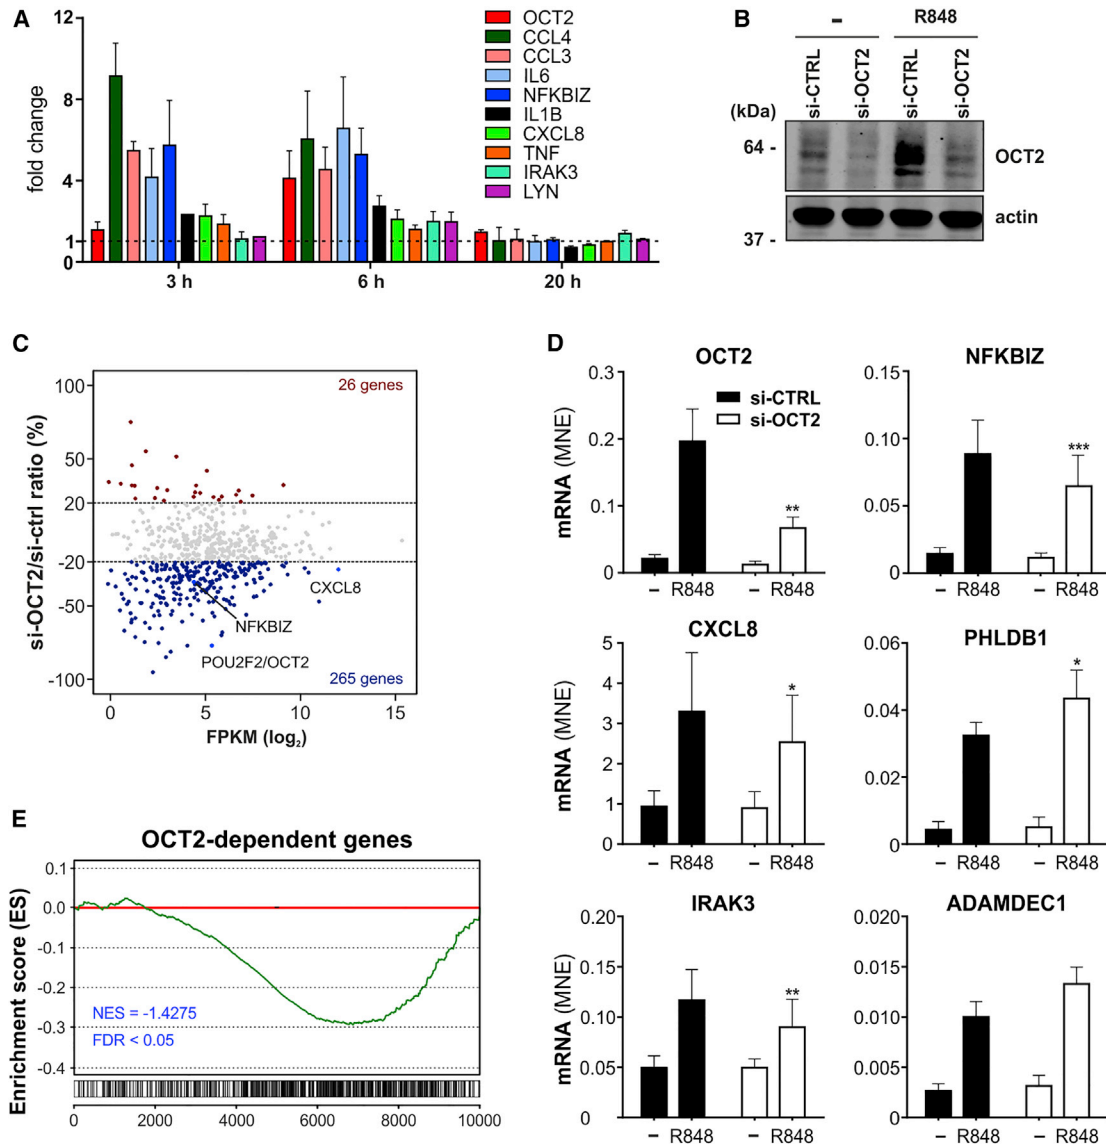 A
12
8
4
1
0
fold change
3 h
6 h
20 h
OCT2
CCL4
CCL3
IL6
NFKBIZ
IL1B
CXCL8
TNF
IRAK3
LYN
B
–
R848
si-CTRL
si-OCT2
si-CTRL
si-OCT2
(kDa)
64 -
OCT2
actin
37 -
C
si-OCT2/si-ctrl ratio (%)
100
50
20
-20
-50
-100
26 genes
CXCL8
NFKBIZ
POU2F2/OCT2
265 genes
0 5 10 15
FPKM (log2)
D
OCT2
mRNA (MNE)
0.3
0.2
0.1
0
si-CTRL
si-OCT2
**
– R848 – R848
NFKBIZ
0.15
0.10
0.05
0
***
– R848 – R848
CXCL8
mRNA (MNE)
5
4
3
2
1
0
*
– R848 – R848
PHLDB1
0.06
0.04
0.02
0
*
– R848 – R848
IRAK3
mRNA (MNE)
0.20
0.15
0.10
0.05
0
**
– R848 – R848
ADAMDEC1
0.020
0.015
0.010
0.005
0
– R848 – R848
E
OCT2-dependent genes
Enrichment score (ES)
0.1
0.0
-0.1
-0.2
-0.3
-0.4
NES = -1.4275
FDR < 0.05
0 2000 4000 6000 8000 10000